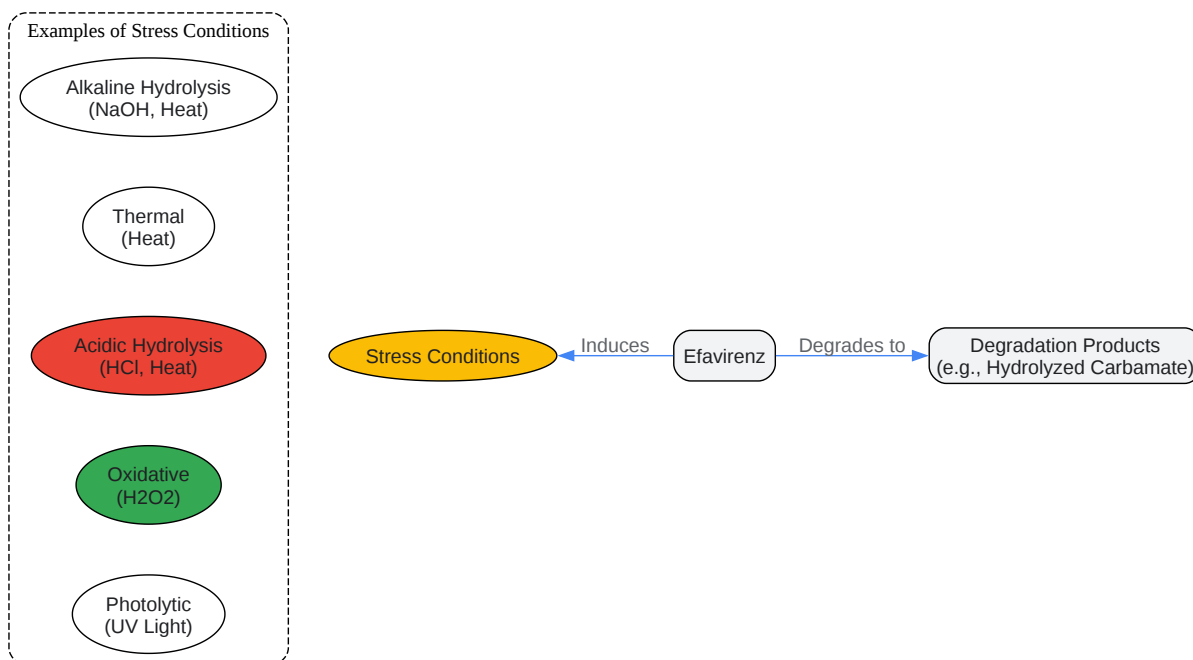 Examples of Stress Conditions
Alkaline Hydrolysis
(NaOH, Heat)
Thermal
(Heat)
Acidic Hydrolysis
(HCl, Heat)
Oxidative
(H2O2)
Photolytic
(UV Light)
Stress Conditions
Induces
Efavirenz
Degrades to
Degradation Products
(e.g., Hydrolyzed Carbamate)